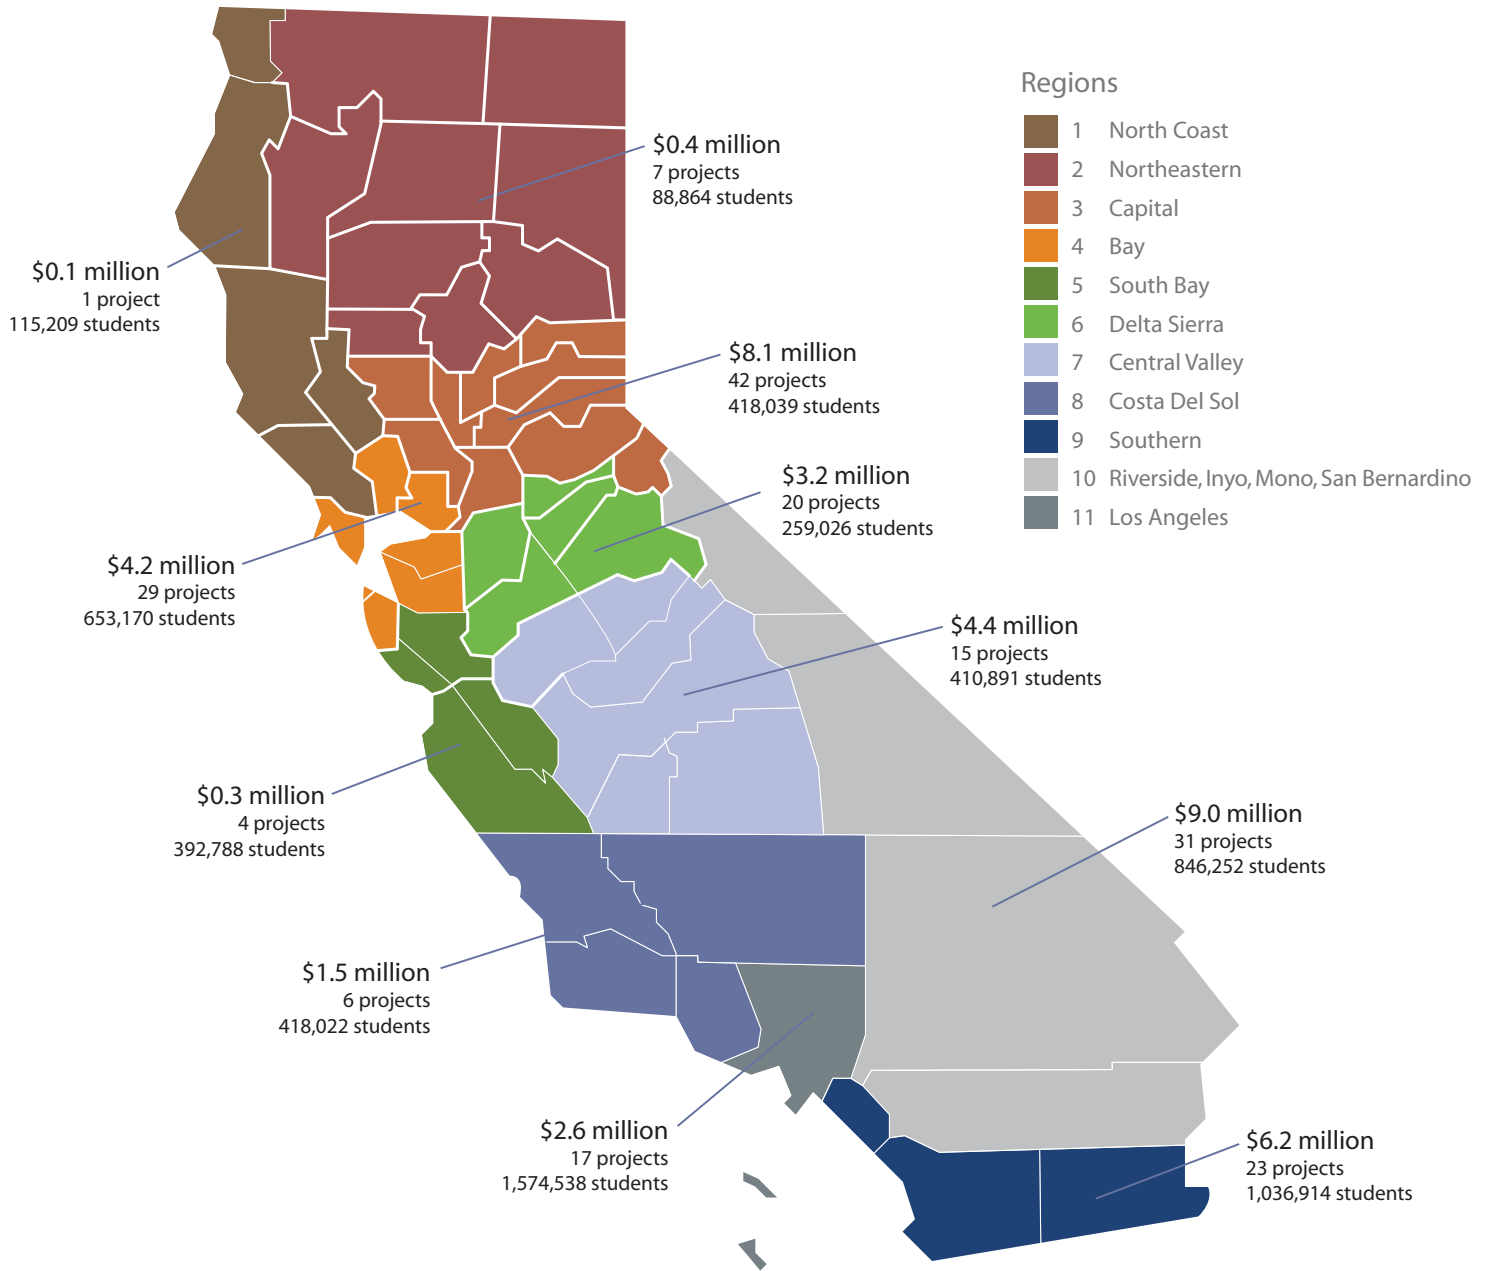 Regions
1 North Coast
2 Northeastern
3 Capital
4 Bay
5 South Bay
6 Delta Sierra
7 Central Valley
8 Costa Del Sol
9 Southern
10 Riverside, Inyo, Mono, San Bernardino
11 Los Angeles
$0.4 million
7 projects
88,864 students
$0.1 million
1 project
115,209 students
$8.1 million
42 projects
418,039 students
$3.2 million
20 projects
259,026 students
$4.2 million
29 projects
653,170 students
$4.4 million
15 projects
410,891 students
$0.3 million
4 projects
392,788 students
$9.0 million
31 projects
846,252 students
$1.5 million
6 projects
418,022 students
$2.6 million
17 projects
1,574,538 students
$6.2 million
23 projects
1,036,914 students